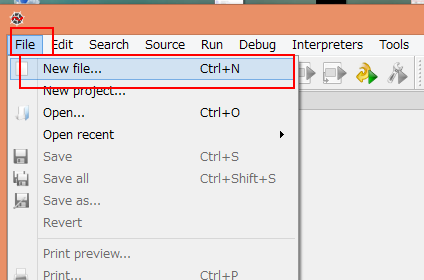 File Edit Search Source Run Debug Interpreters Tools
New file... Ctrl+N
New project...
Open... Ctrl+O
Open recent
Save Ctrl+S
Save all Ctrl+Shift+S
Save as...
Revert
Print preview...
Print... Ctrl+P